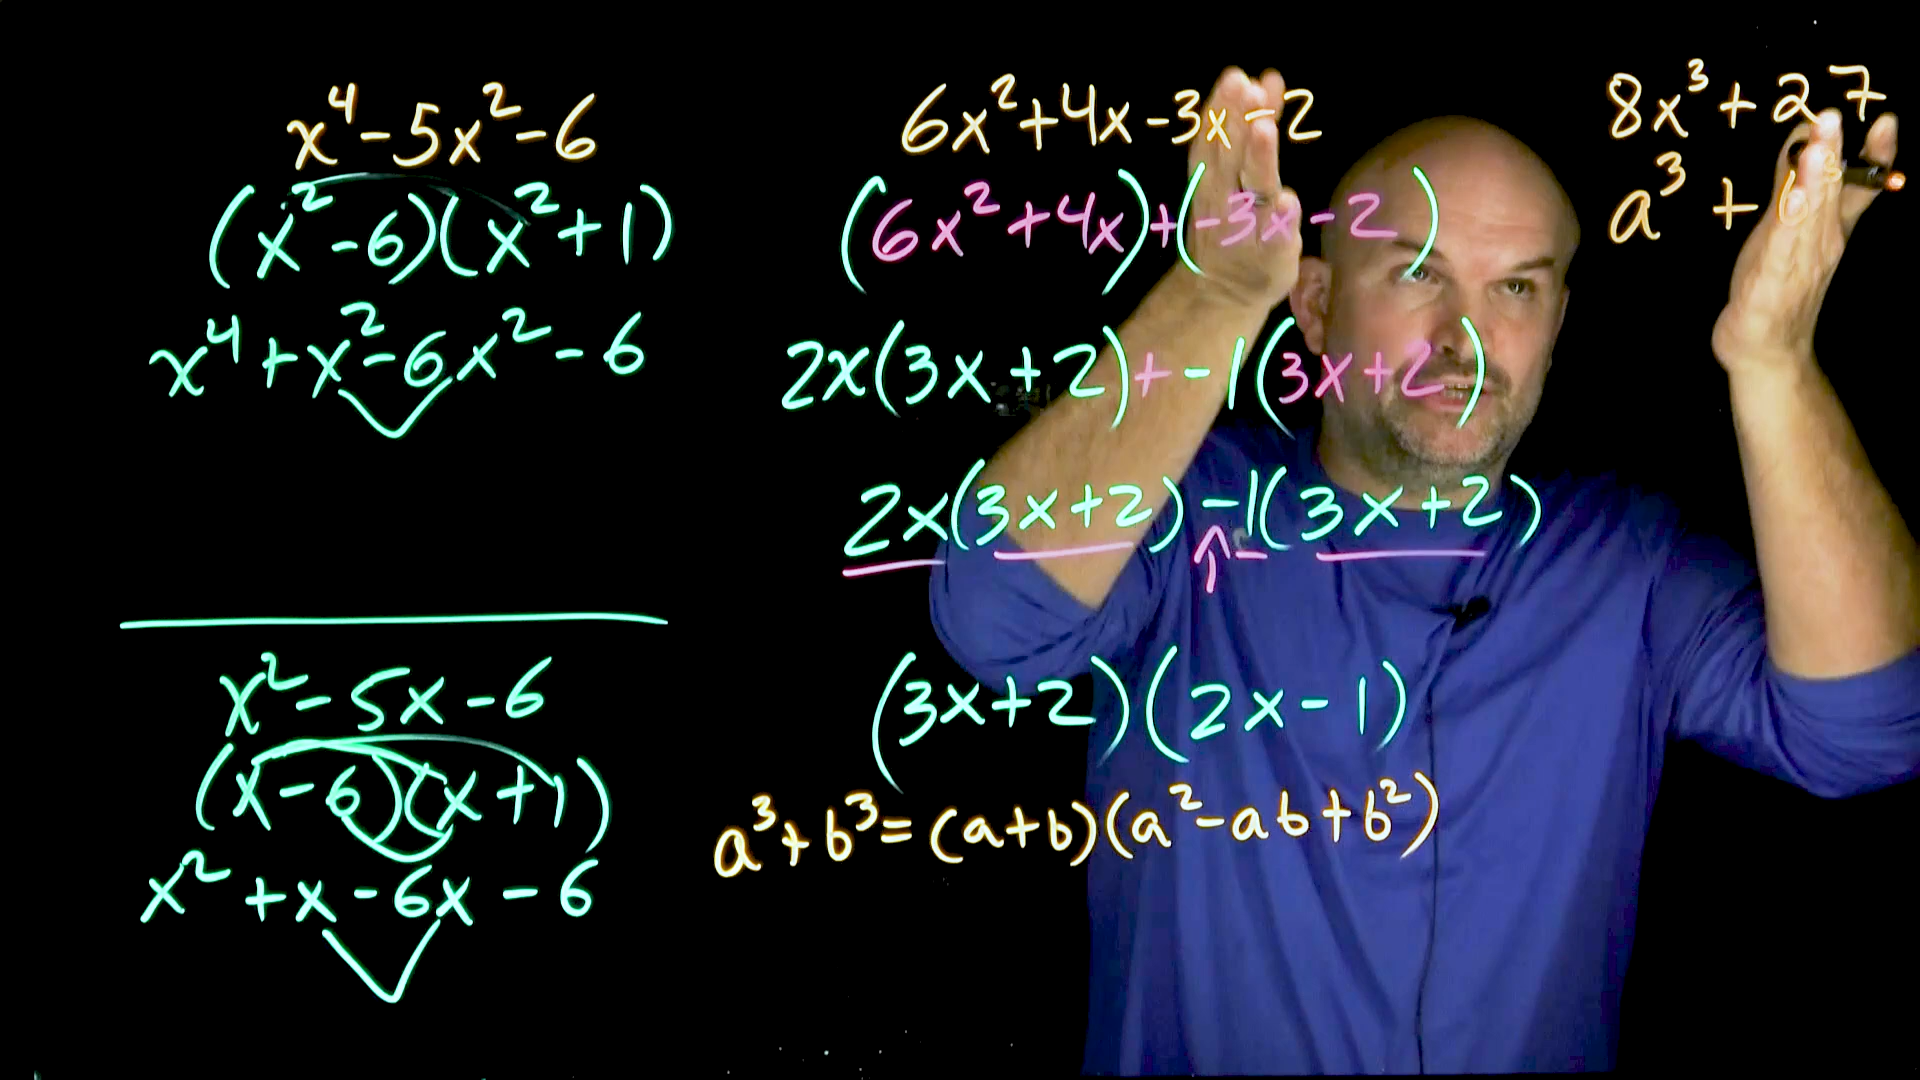 x⁴-5x²-6
(x²-6)(x²+1)
x⁴+x²-6x²-6
x²-5x-6
(x-6)(x+1)
x²+x-6x-6
6x²+4x-3x-2
(6x²+4x)+(-3x-2)
2x(3x+2)+-1(3x+2)
2x(3x+2)-1(3x+2)
(3x+2)(2x-1)
a³+b³=(a+b)(a²-ab+b²)
8x³+27
a³+b³